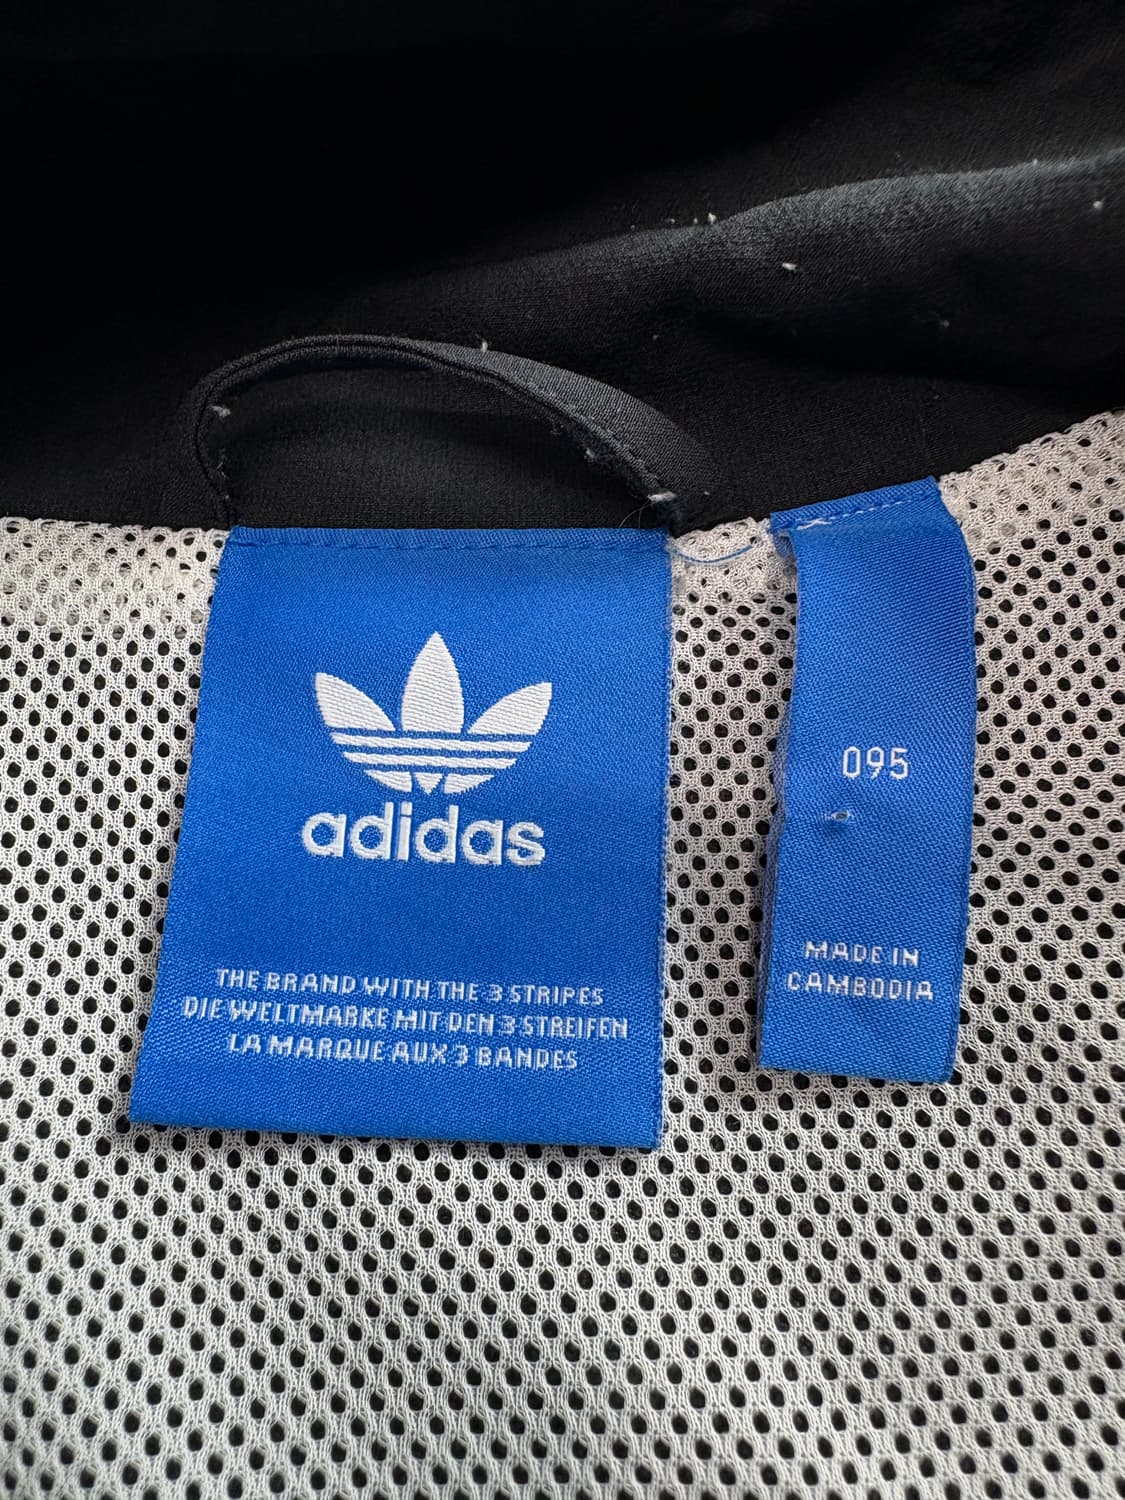 adidas
THE BRAND WITH THE 3 STRIPES
DIE WELTMARKE MIT DEN 3 STREIFEN
LA MARQUE AUX 3 BANDES
095
MADE IN
CAMBODIA